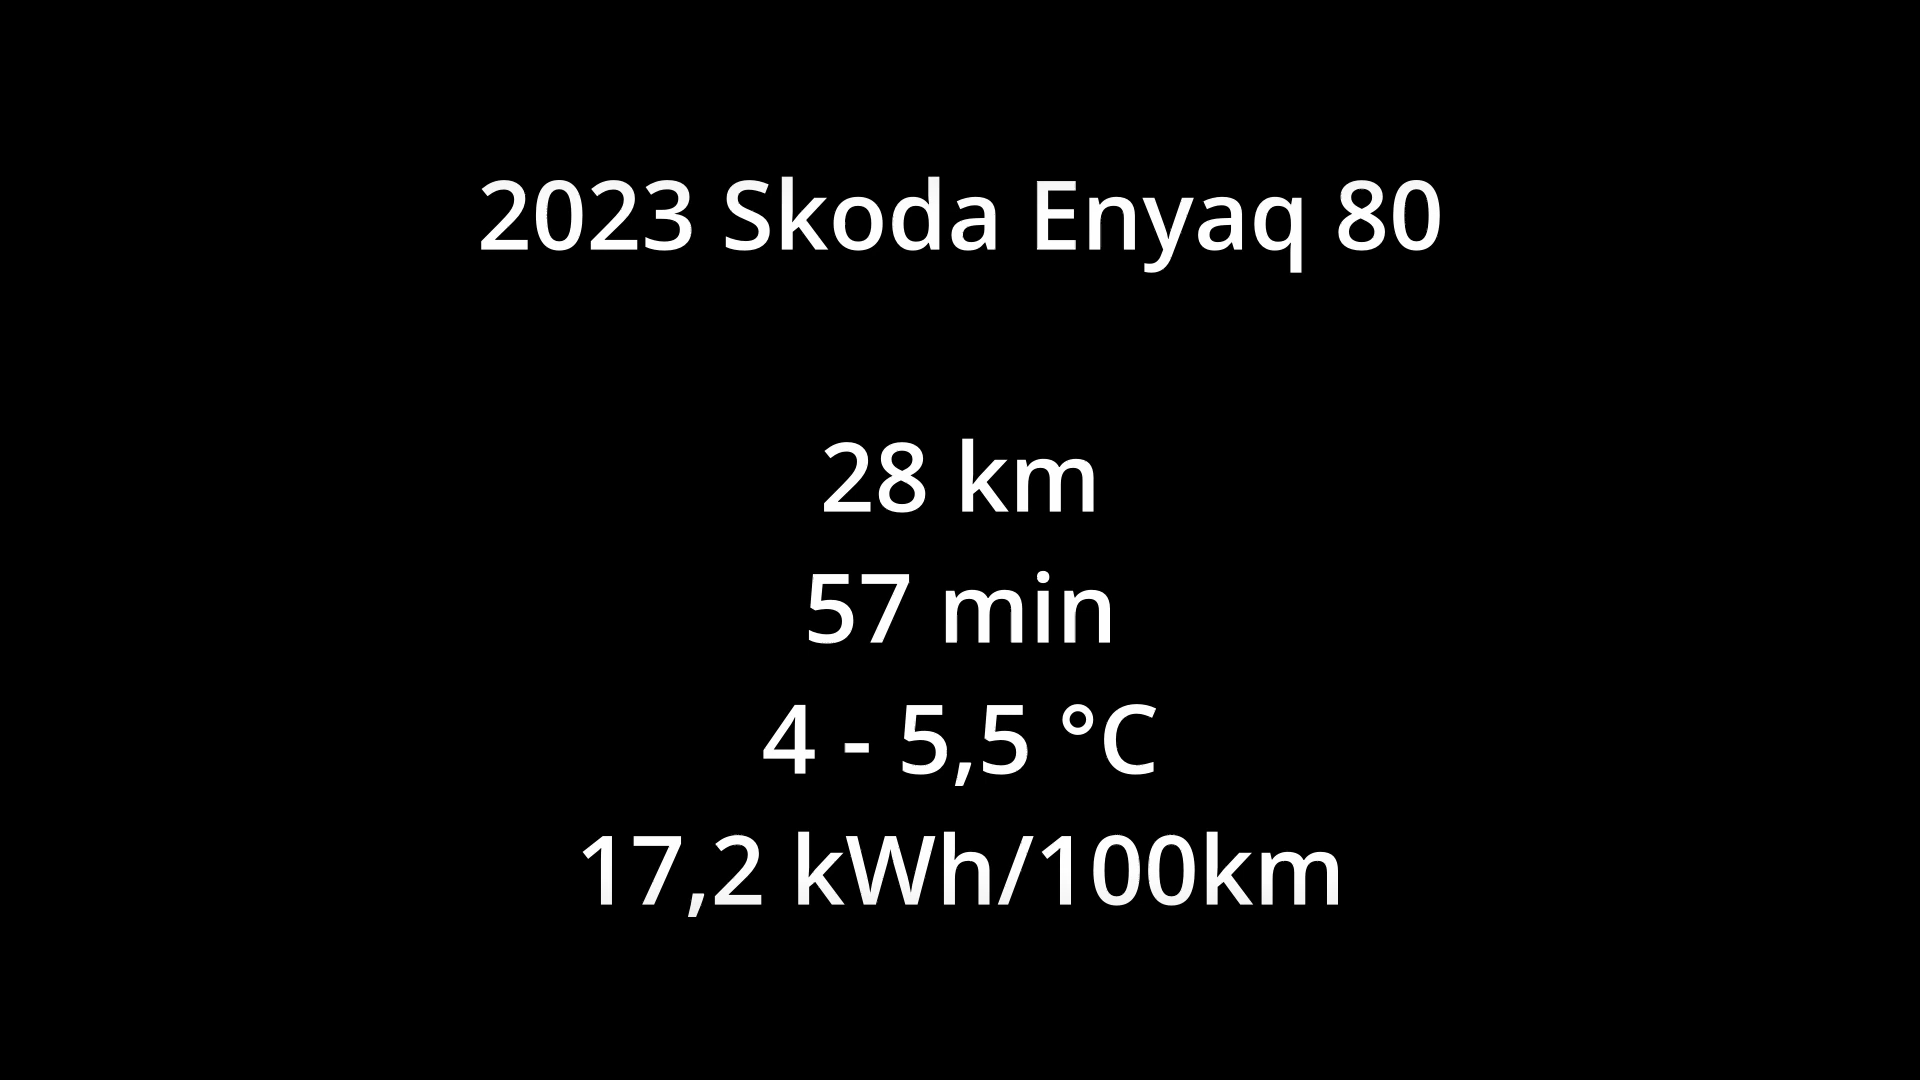 2023 Skoda Enyaq 80
28 km
57 min
4 - 5,5 °C
17,2 kWh/100km